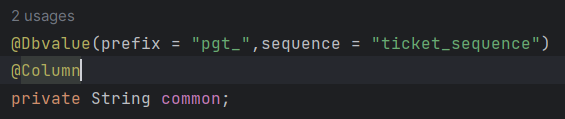 2 usages
@Dbvalue(prefix = "pgt_",sequence = "ticket_sequence")
@Column
private String common;